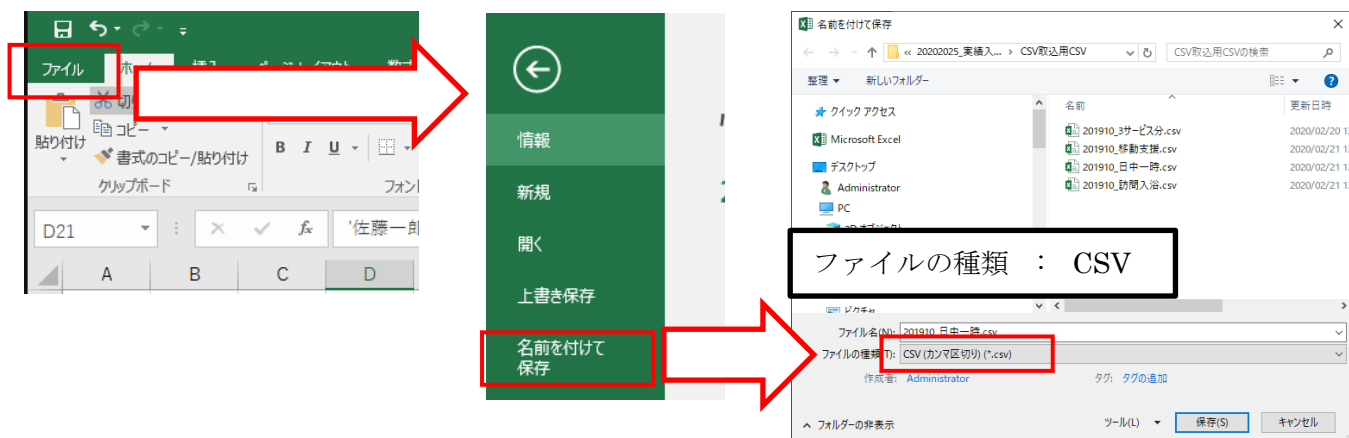 ファイル
貼り付け
コピー
書式のコピー/貼り付け
B I U
クリップボード
D21
fx
'佐藤一郎
A B C D
情報
新規
開く
上書き保存
名前を付けて
保存
名前を付けて保存
« 20202025_実績入... › CSV取込用CSV
CSV取込用CSVの検索
整理 新しいフォルダー
名前 更新日時
クイック アクセス
Microsoft Excel
デスクトップ
Administrator
PC
201910_3サービス分.csv 2020/02/20 1
201910_移動支援.csv 2020/02/21 1
201910_日中一時.csv 2020/02/21 1
201910_訪問入浴.csv 2020/02/21 1
ファイルの種類 : CSV
ピクチャ
ファイル名(N): 201910_日中一時.csv
ファイルの種類(T): CSV (カンマ区切り) (*.csv)
作成者: Administrator タグ: タグの追加
フォルダーの非表示 ツール(L) 保存(S) キャンセル